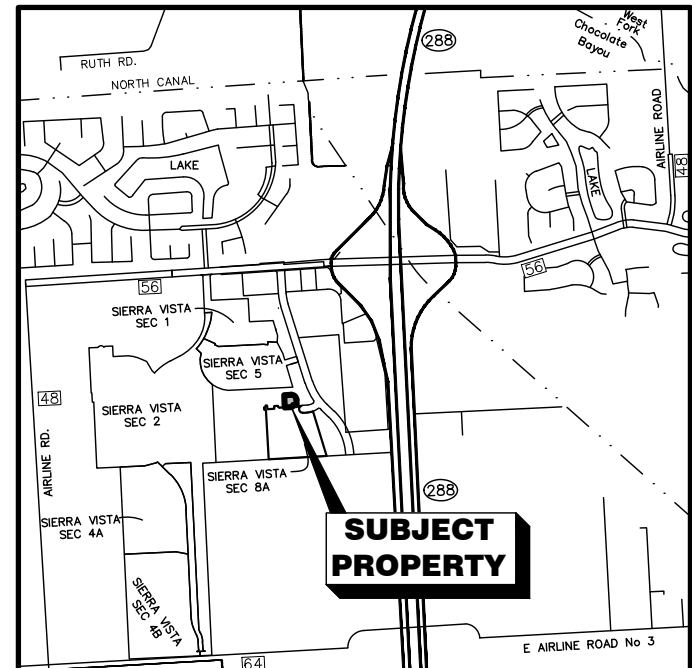 West
Fork
Chocolate
Bayou
288
RUTH RD.
NORTH CANAL
AIRLINE ROAD
48
LAKE
LAKE
56
56
SIERRA VISTA
SEC 1
SIERRA VISTA
SEC 5
48
SIERRA VISTA
SEC 2
AIRLINE RD.
SIERRA VISTA
SEC 8A
288
SIERRA VISTA
SEC 4A
SUBJECT
PROPERTY
SIERRA VISTA
SEC 4B
E AIRLINE ROAD No 3
64